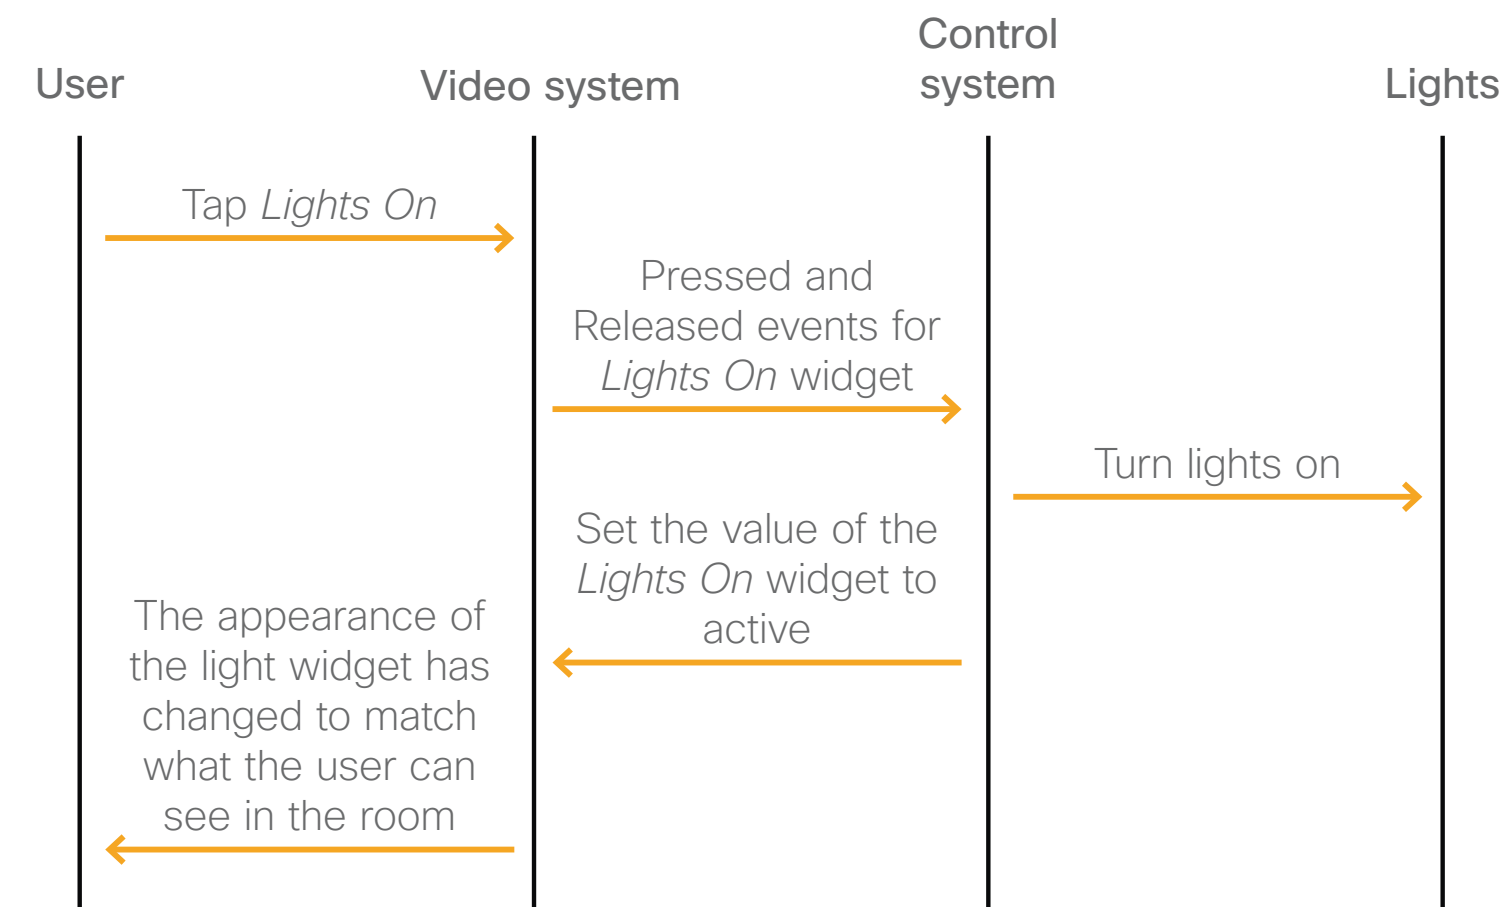 User
Video system
Control
system
Lights
Tap Lights On
Pressed and
Released events for
Lights On widget
Turn lights on
Set the value of the
Lights On widget to
active
The appearance of
the light widget has
changed to match
what the user can
see in the room